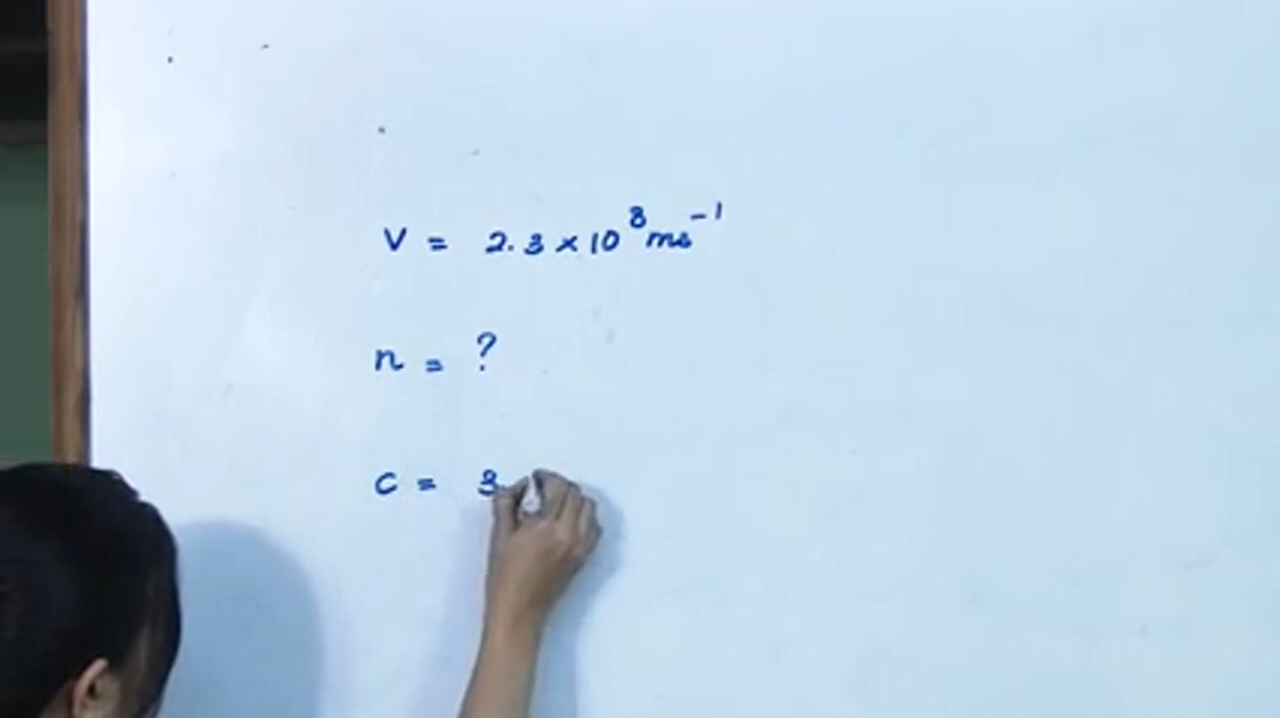 V = 2.3 × 10⁸ ms⁻¹
n = ?
c = 3